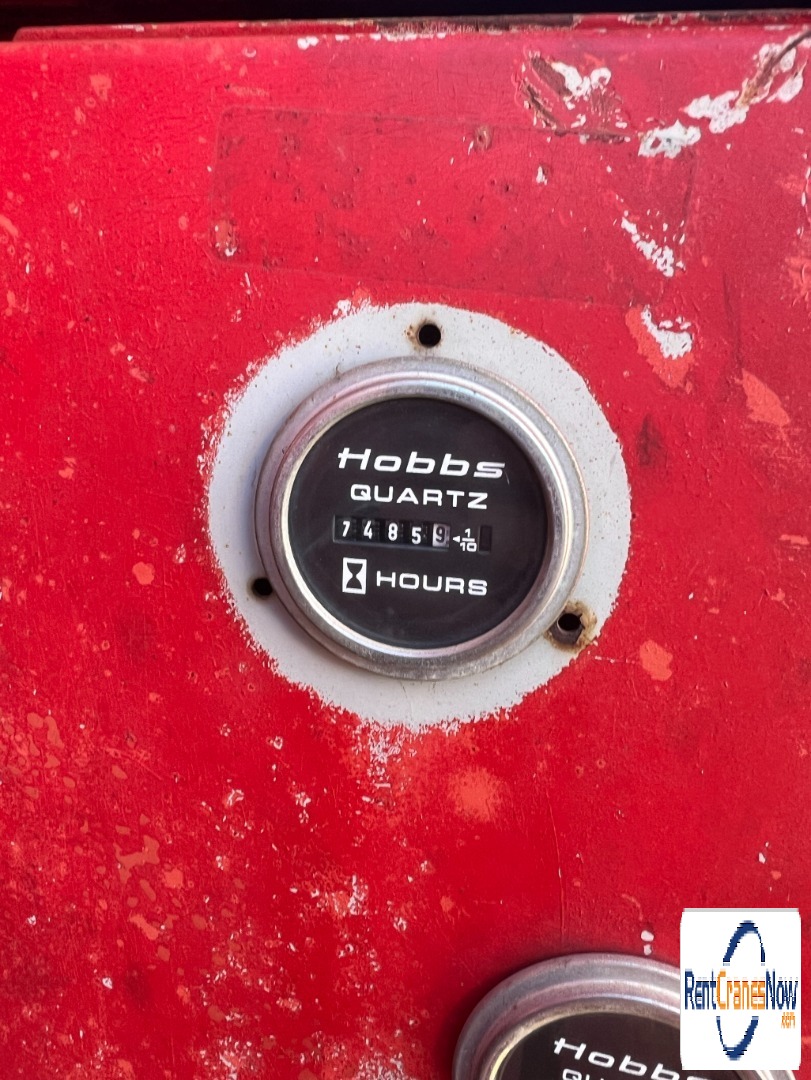 Hobbs
QUARTZ
74859 ◄1/10
HOURS
Hobbs
RentCranesNow